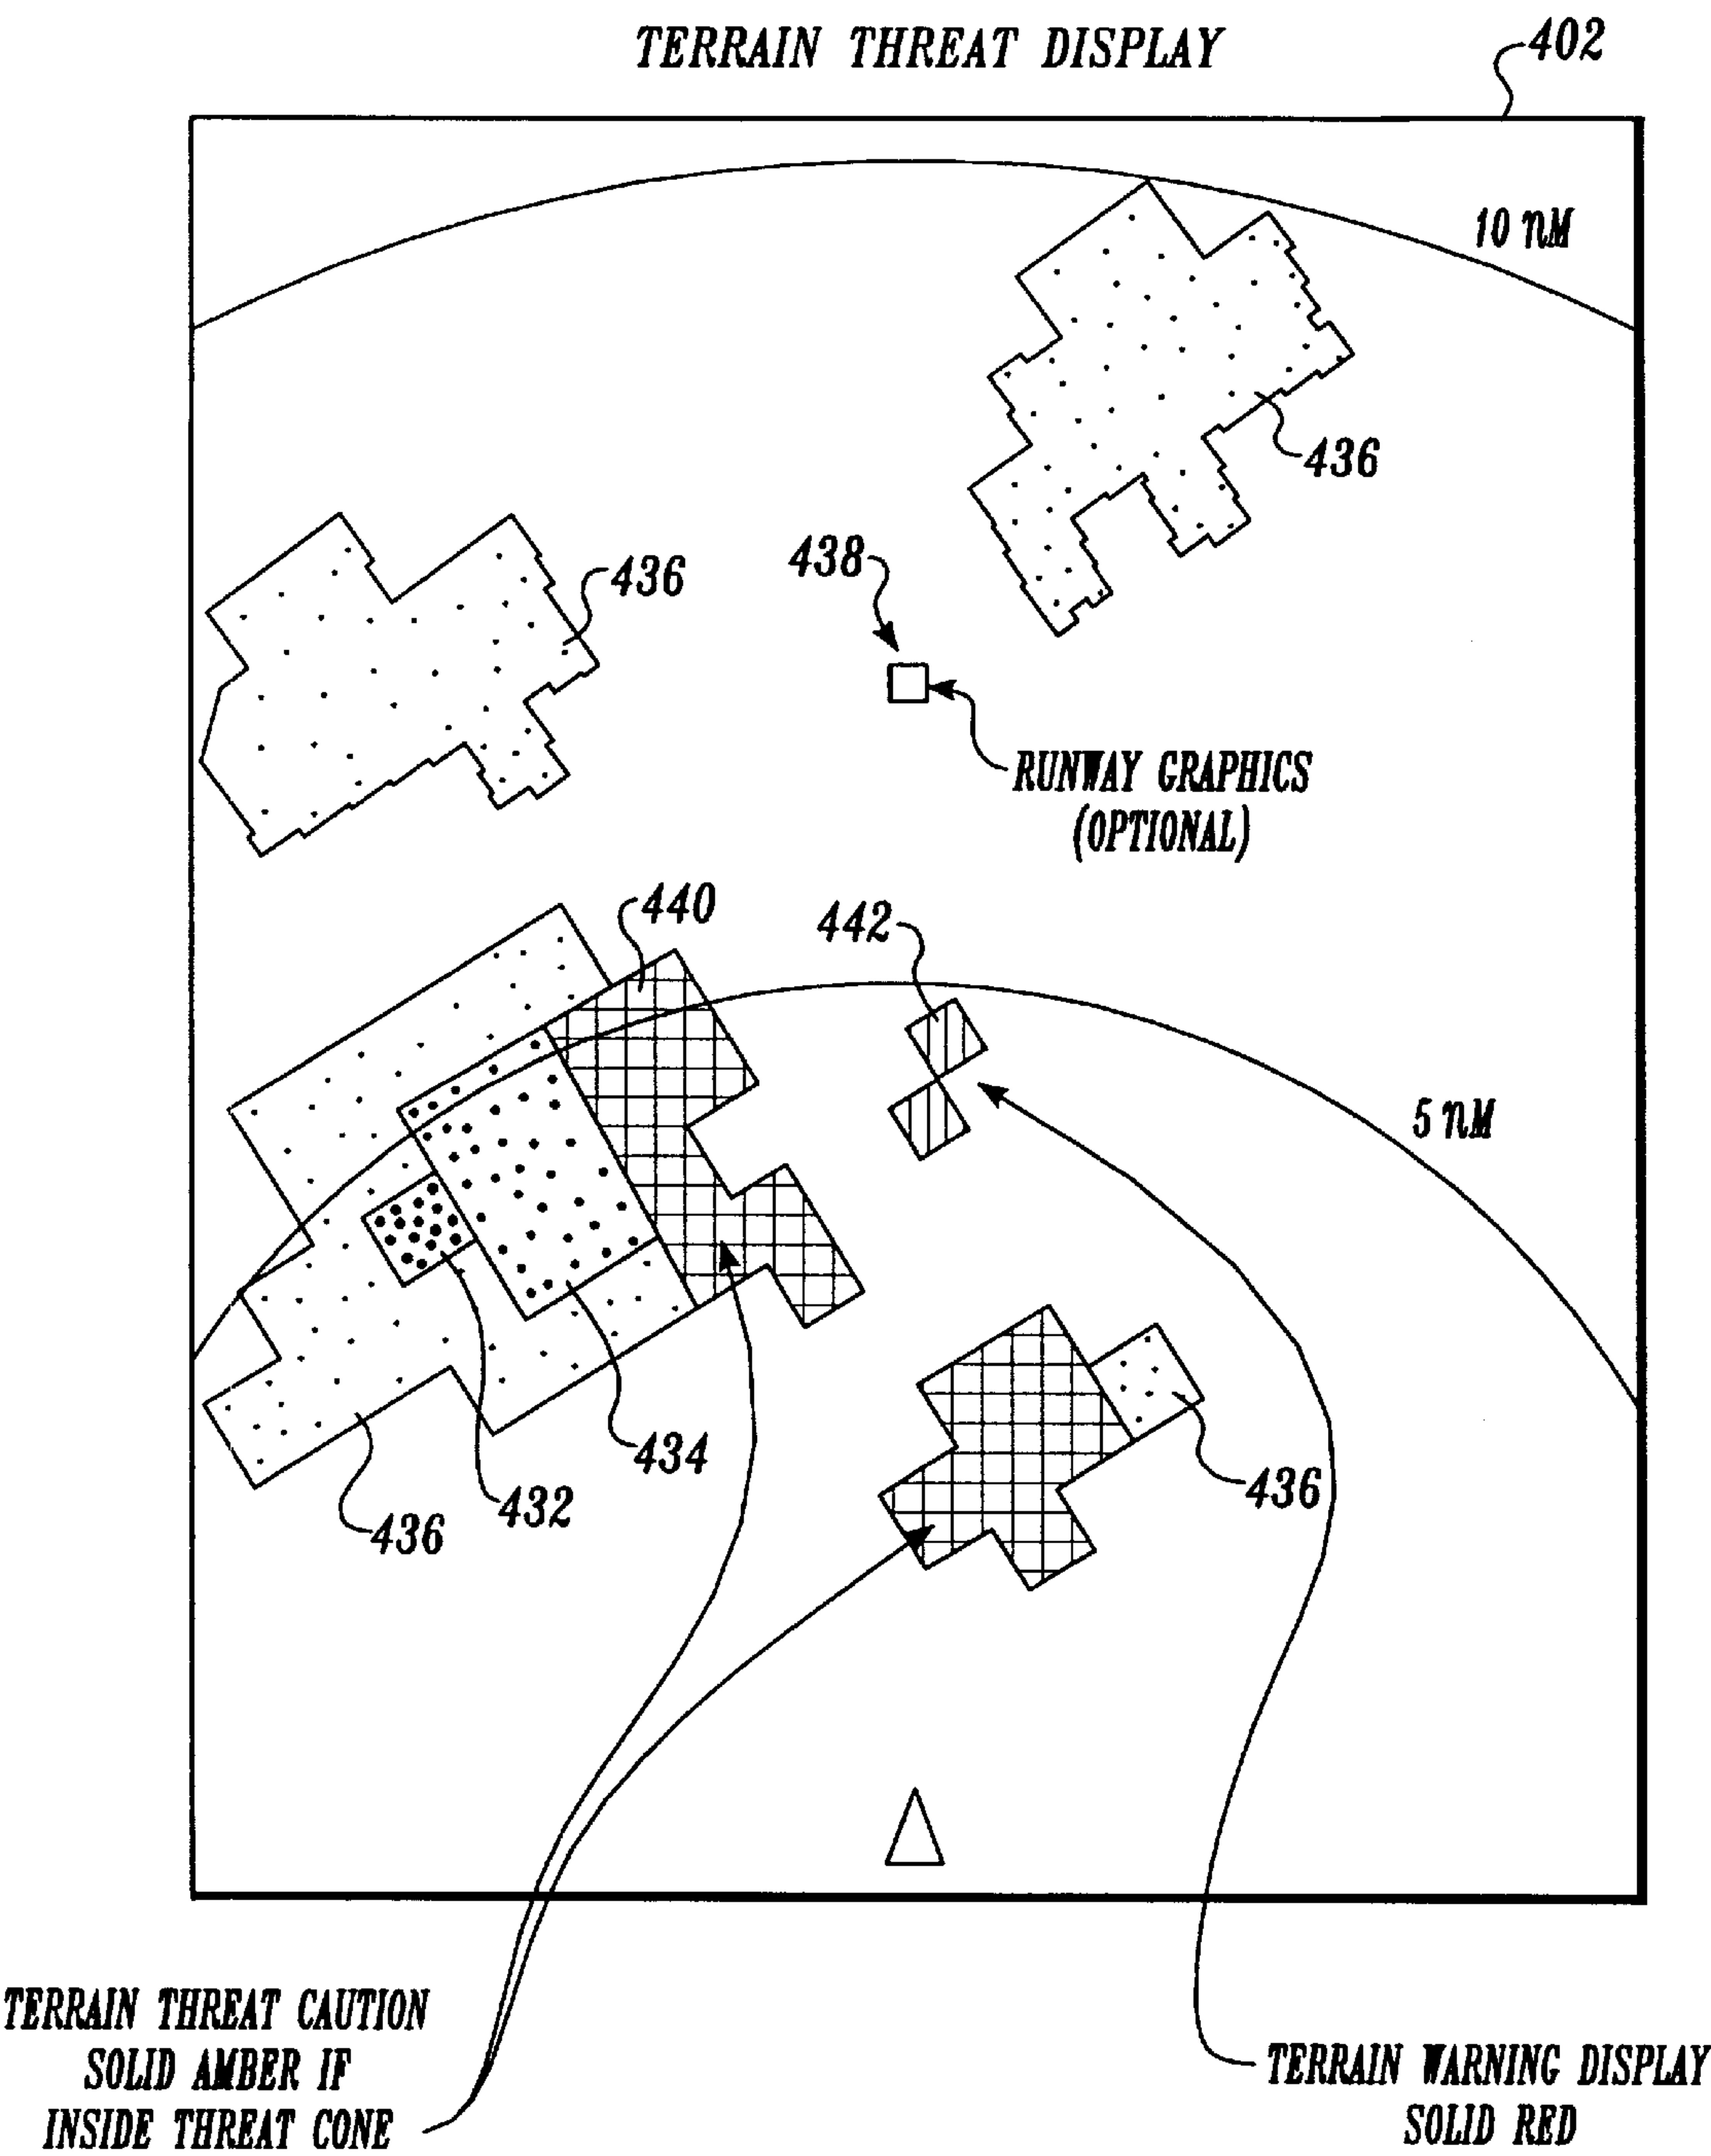 TERRAIN THREAT DISPLAY
402
10 nM
436
438
436
RUNWAY GRAPHICS
(OPTIONAL)
440
442
5 nM
434
436
432
436
TERRAIN THREAT CAUTION
SOLID AMBER IF
INSIDE THREAT CONE
TERRAIN WARNING DISPLAY
SOLID RED